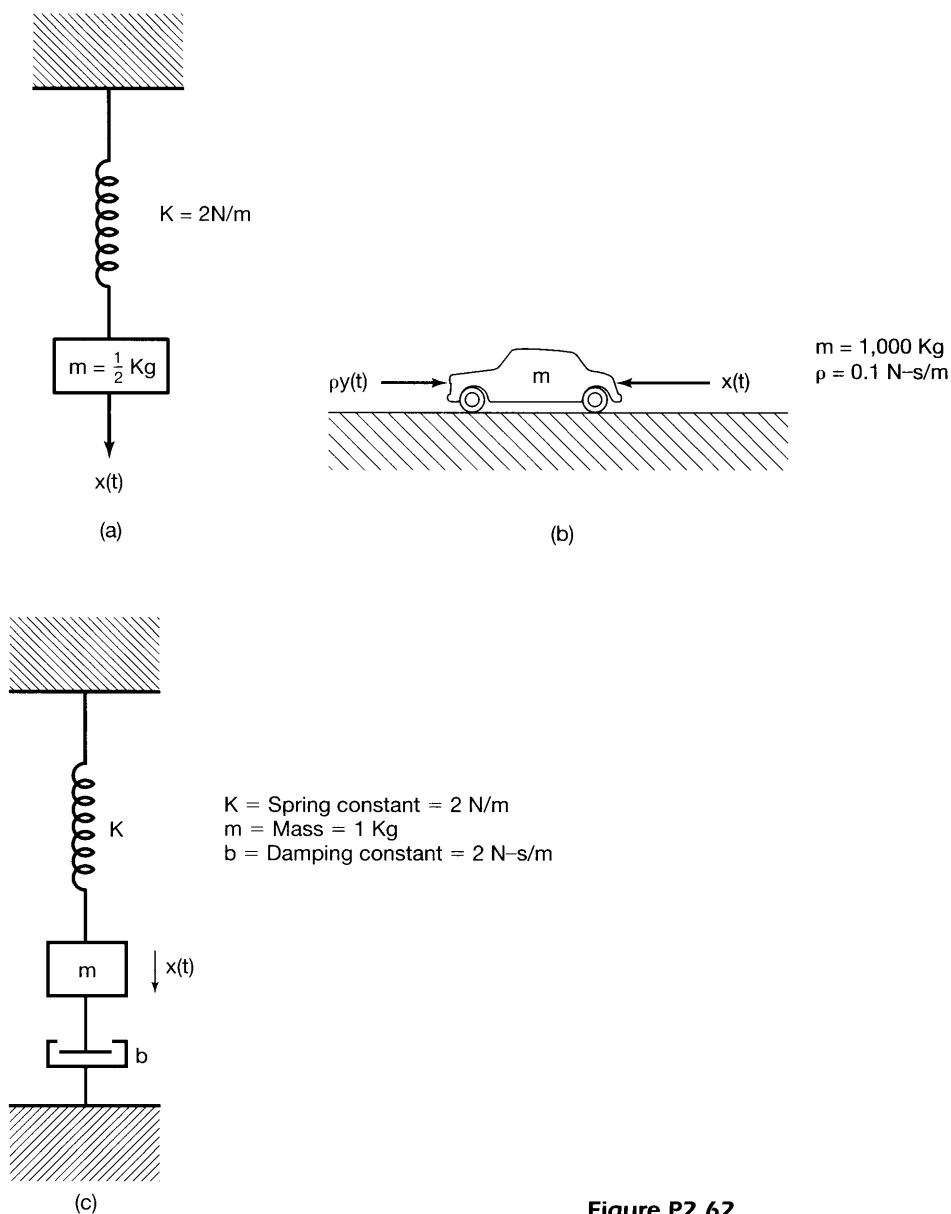 K = 2N/m
m = 1/2 Kg
x(t)
(a)
ρy(t)
m
x(t)
m = 1,000 Kg
ρ = 0.1 N–s/m
(b)
K
K = Spring constant = 2 N/m
m = Mass = 1 Kg
b = Damping constant = 2 N–s/m
m
x(t)
b
(c)
Figure P2.62